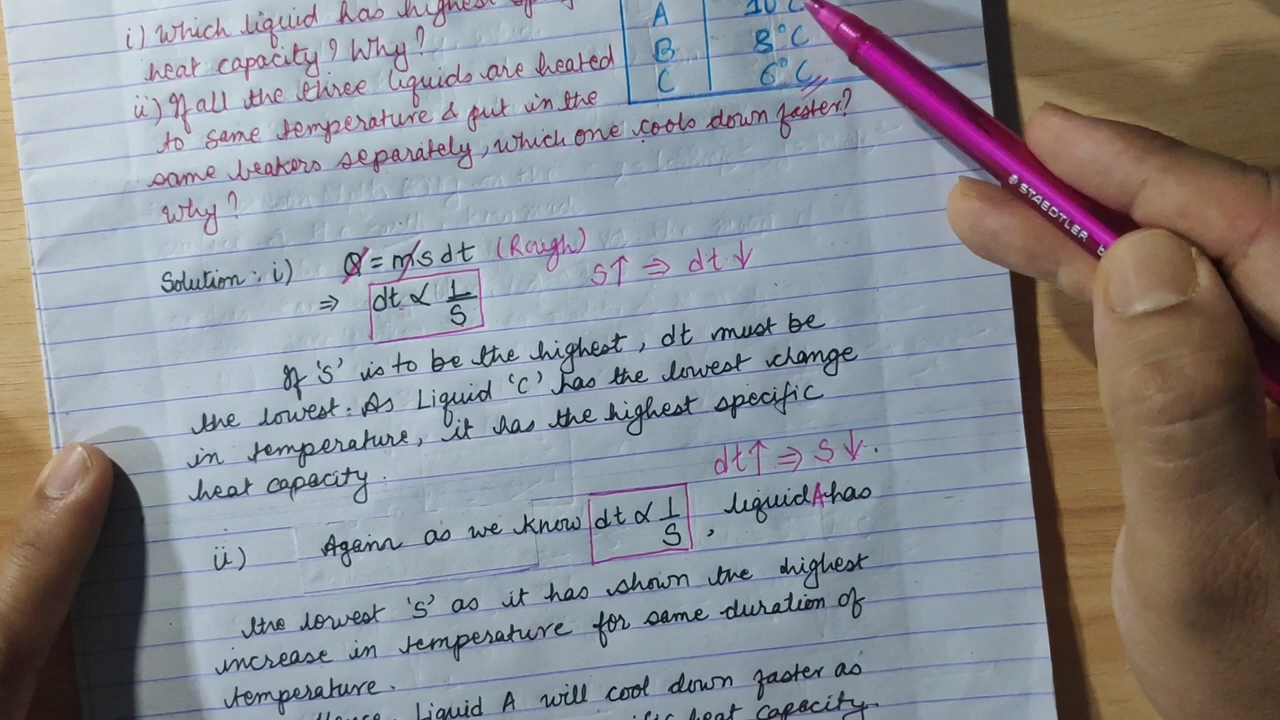 i) Which liquid has highest
heat capacity? Why?
ii) If all the three liquids are heated
to same temperature & put in the
same beakers separately, which one cools down faster?
Why?
A 10°C
B 8°C
C 6°C
Solution: i) Q = m s dt (Rough)
S↑ ⇒ dt ↓
⇒ dt ∝ 1/S
If 's' is to be the highest, dt must be
the lowest. As Liquid 'C' has the lowest change
in temperature, it has the highest specific
heat capacity.
dt↑ ⇒ S↓.
ii) Again as we know dt ∝ 1/S, liquid A has
the lowest 's' as it has shown the highest
increase in temperature for same duration of
temperature.
Liquid A will cool down faster as
heat capacity.
STAEDTLER